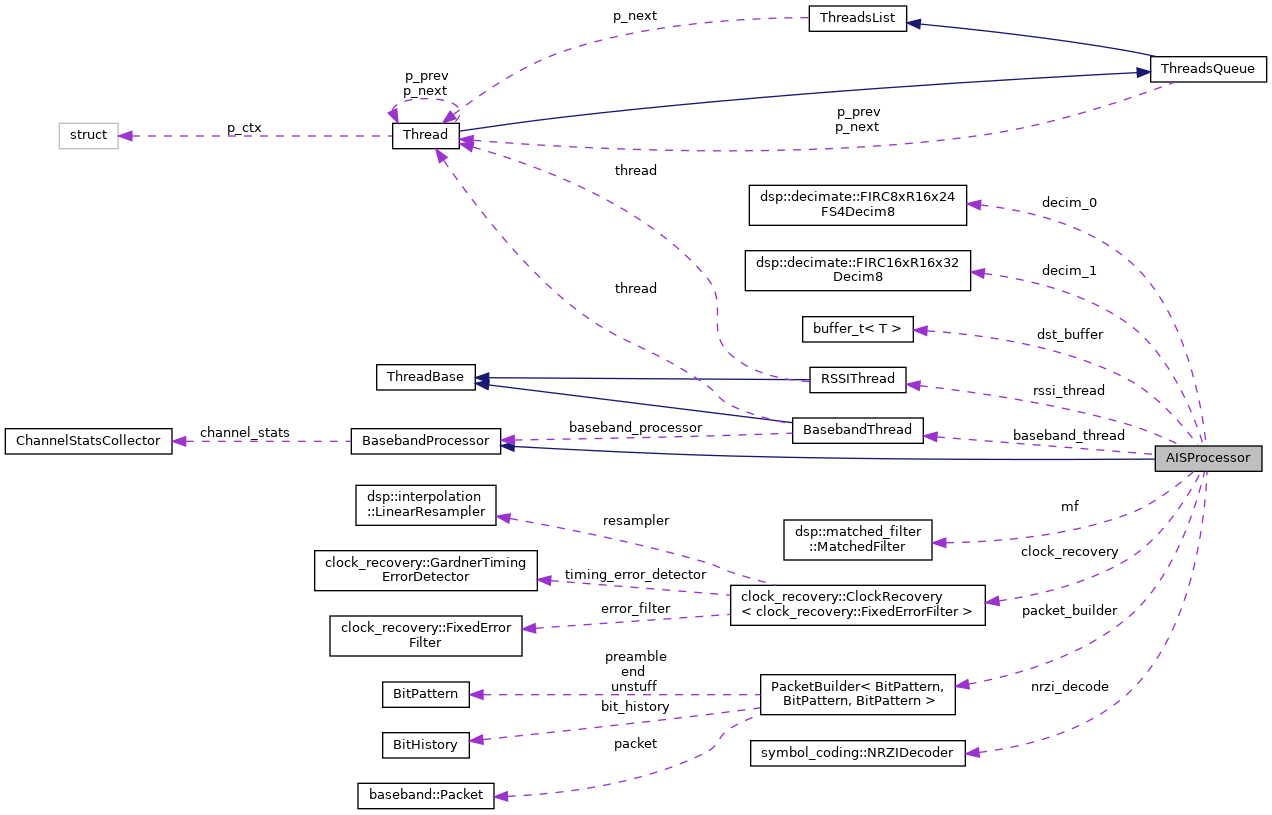 p_next
ThreadsList
ThreadsQueue
p_prev
p_next
struct
p_ctx
Thread
p_prev
p_next
thread
dsp::decimate::FIRC8xR16x24
FS4Decim8
decim_0
dsp::decimate::FIRC16xR16x32
Decim8
decim_1
thread
buffer_t< T >
dst_buffer
ThreadBase
RSSIThread
rssi_thread
ChannelStatsCollector
channel_stats
BasebandProcessor
baseband_processor
BasebandThread
baseband_thread
AISProcessor
dsp::interpolation
::LinearResampler
resampler
dsp::matched_filter
::MatchedFilter
mf
clock_recovery::GardnerTiming
ErrorDetector
timing_error_detector
clock_recovery
clock_recovery::ClockRecovery
< clock_recovery::FixedErrorFilter >
clock_recovery::FixedError
Filter
error_filter
packet_builder
preamble
end
unstuff
BitPattern
PacketBuilder< BitPattern,
BitPattern, BitPattern >
nrzi_decode
bit_history
BitHistory
packet
symbol_coding::NRZIDecoder
baseband::Packet